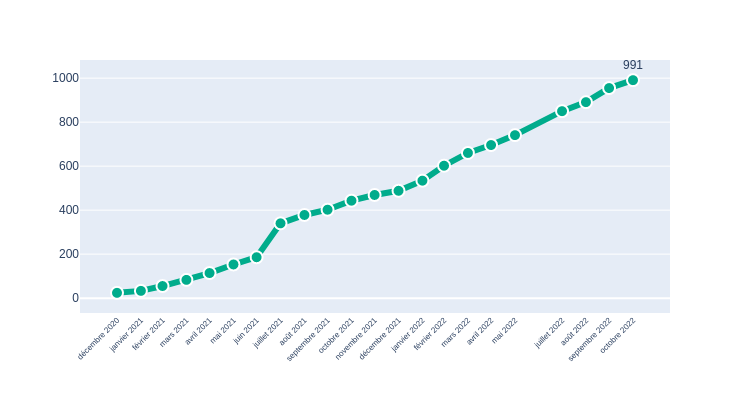 991
1000
800
600
400
200
0
décembre 2020
janvier 2021
février 2021
mars 2021
avril 2021
mai 2021
juin 2021
juillet 2021
août 2021
septembre 2021
octobre 2021
novembre 2021
décembre 2021
janvier 2022
février 2022
mars 2022
avril 2022
mai 2022
juillet 2022
août 2022
septembre 2022
octobre 2022